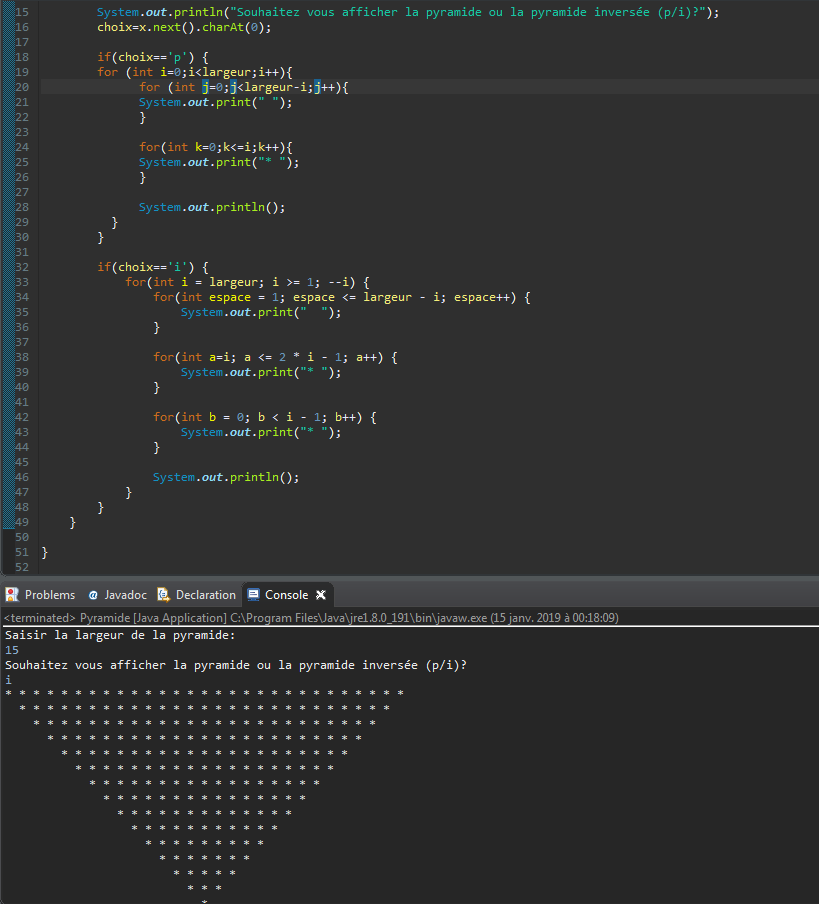 15 System.out.println("Souhaitez vous afficher la pyramide ou la pyramide inversée (p/i)?");
16 choix=x.next().charAt(0);
17
18 if(choix=='p') {
19 for (int i=0;i<largeur;i++){
20 for (int j=0;j<largeur-i;j++){
21 System.out.print(" ");
22 }
23
24 for(int k=0;k<=i;k++){
25 System.out.print("* ");
26 }
27
28 System.out.println();
29 }
30 }
31
32 if(choix=='i') {
33 for(int i = largeur; i >= 1; --i) {
34 for(int espace = 1; espace <= largeur - i; espace++) {
35 System.out.print("  ");
36 }
37
38 for(int a=i; a <= 2 * i - 1; a++) {
39 System.out.print("* ");
40 }
41
42 for(int b = 0; b < i - 1; b++) {
43 System.out.print("* ");
44 }
45
46 System.out.println();
47 }
48 }
49 }
50
51 }
52
Problems @ Javadoc Declaration Console
<terminated> Pyramide [Java Application] C:\Program Files\Java\jre1.8.0_191\bin\javaw.exe (15 janv. 2019 à 00:18:09)
Saisir la largeur de la pyramide:
15
Souhaitez vous afficher la pyramide ou la pyramide inversée (p/i)?
i
* * * * * * * * * * * * * * * * * * * * * * * * * * * * *
  * * * * * * * * * * * * * * * * * * * * * * * * * * *
    * * * * * * * * * * * * * * * * * * * * * * * * *
      * * * * * * * * * * * * * * * * * * * * * * *
        * * * * * * * * * * * * * * * * * * * * *
          * * * * * * * * * * * * * * * * * * *
            * * * * * * * * * * * * * * * * *
              * * * * * * * * * * * * * * *
                * * * * * * * * * * * * *
                  * * * * * * * * * * *
                    * * * * * * * * *
                      * * * * * * *
                        * * * * *
                          * * *
                            *